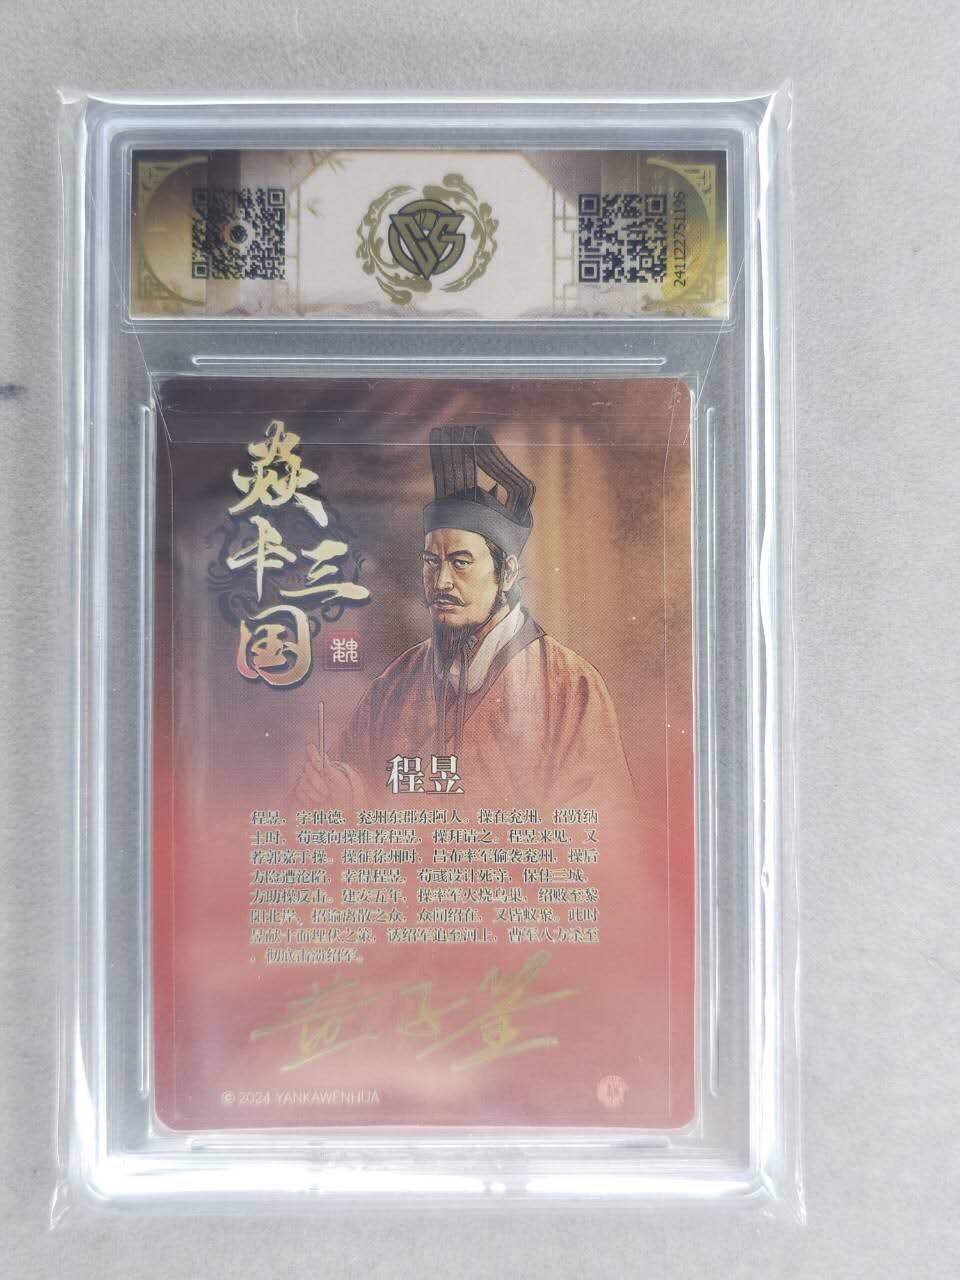 241122751195
焱卡三国
魏
程昱
程昱，字仲德，兖州东郡东阿人。操在兖州，招贤纳
士时，荀彧向操推荐程昱，操拜请之。程昱来见，又
荐郭嘉于操。操征徐州时，吕布率军偷袭兖州，操后
方险遭沦陷，幸得程昱，荀彧设计死守，保住三城，
方助操反击。建安五年，操率军火烧乌巢，绍败至黎
阳北岸，招谕离散之众，众闻绍在，又皆蚁聚。此时
昱献十面埋伏之策，诱绍军追至河上，曹军八方杀至
，彻底击溃绍军。
© 2024 YANKAWENHUA